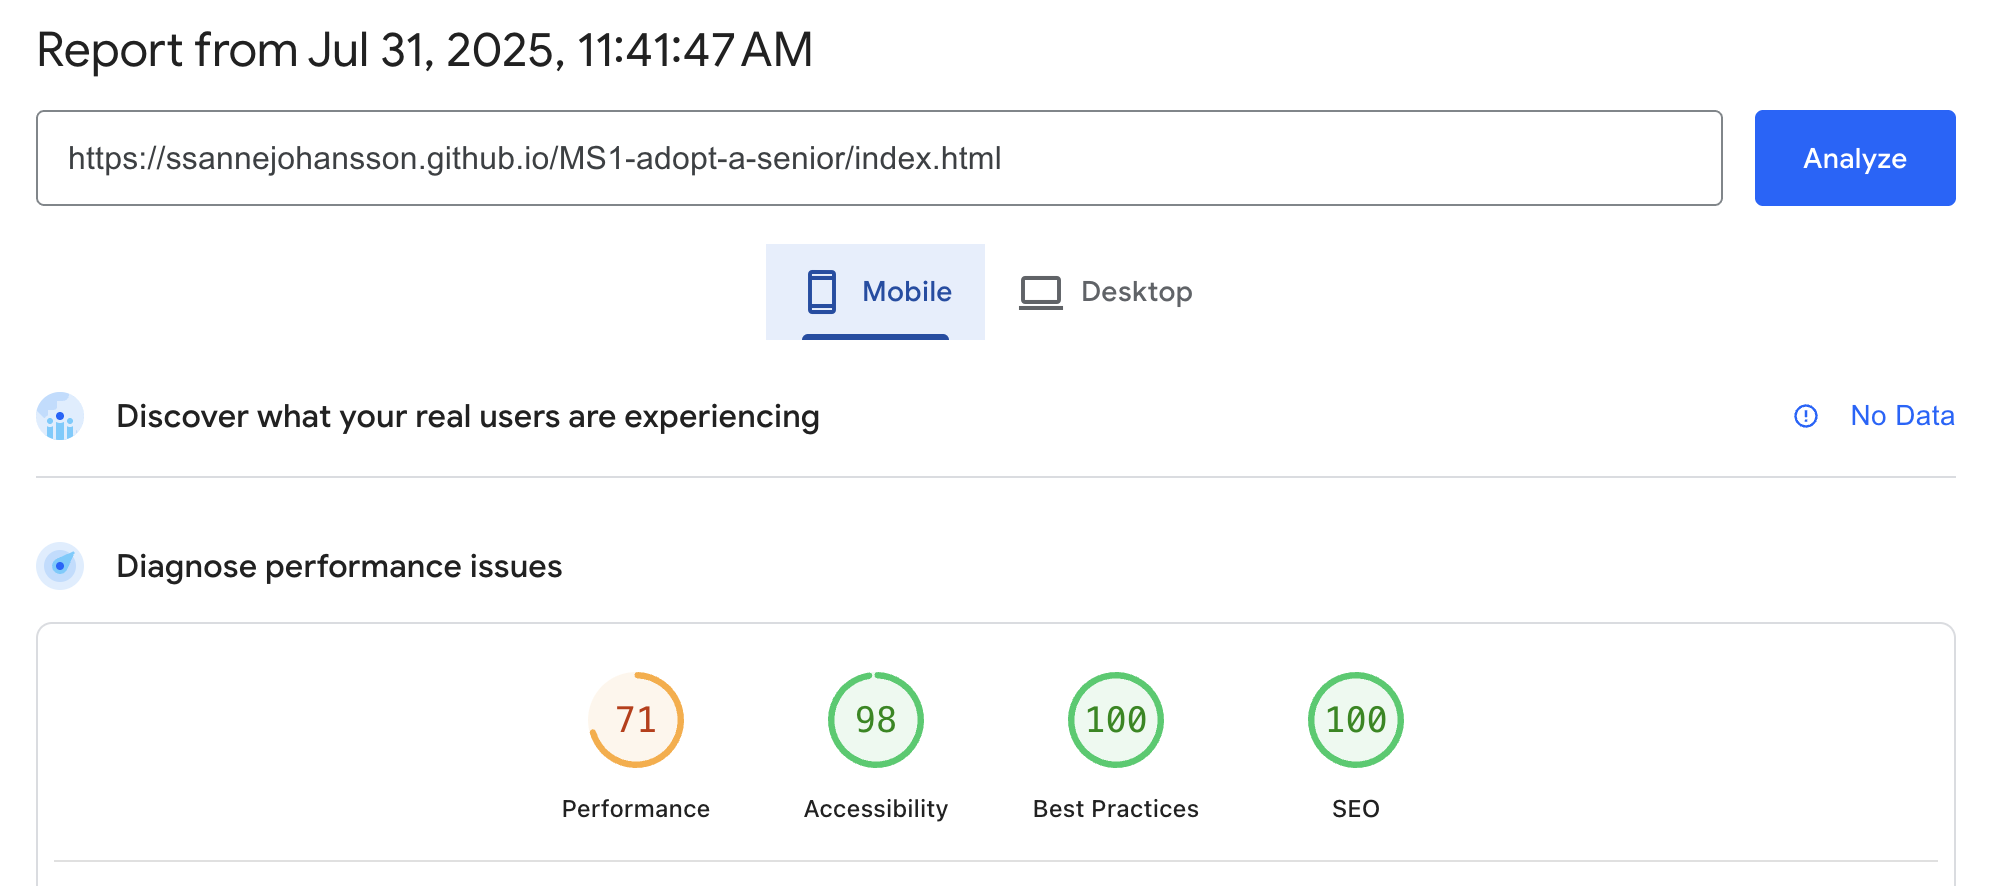 Report from Jul 31, 2025, 11:41:47 AM
https://ssannejohansson.github.io/MS1-adopt-a-senior/index.html
Analyze
Mobile
Desktop
Discover what your real users are experiencing
No Data
Diagnose performance issues
71
98
100
100
Performance
Accessibility
Best Practices
SEO